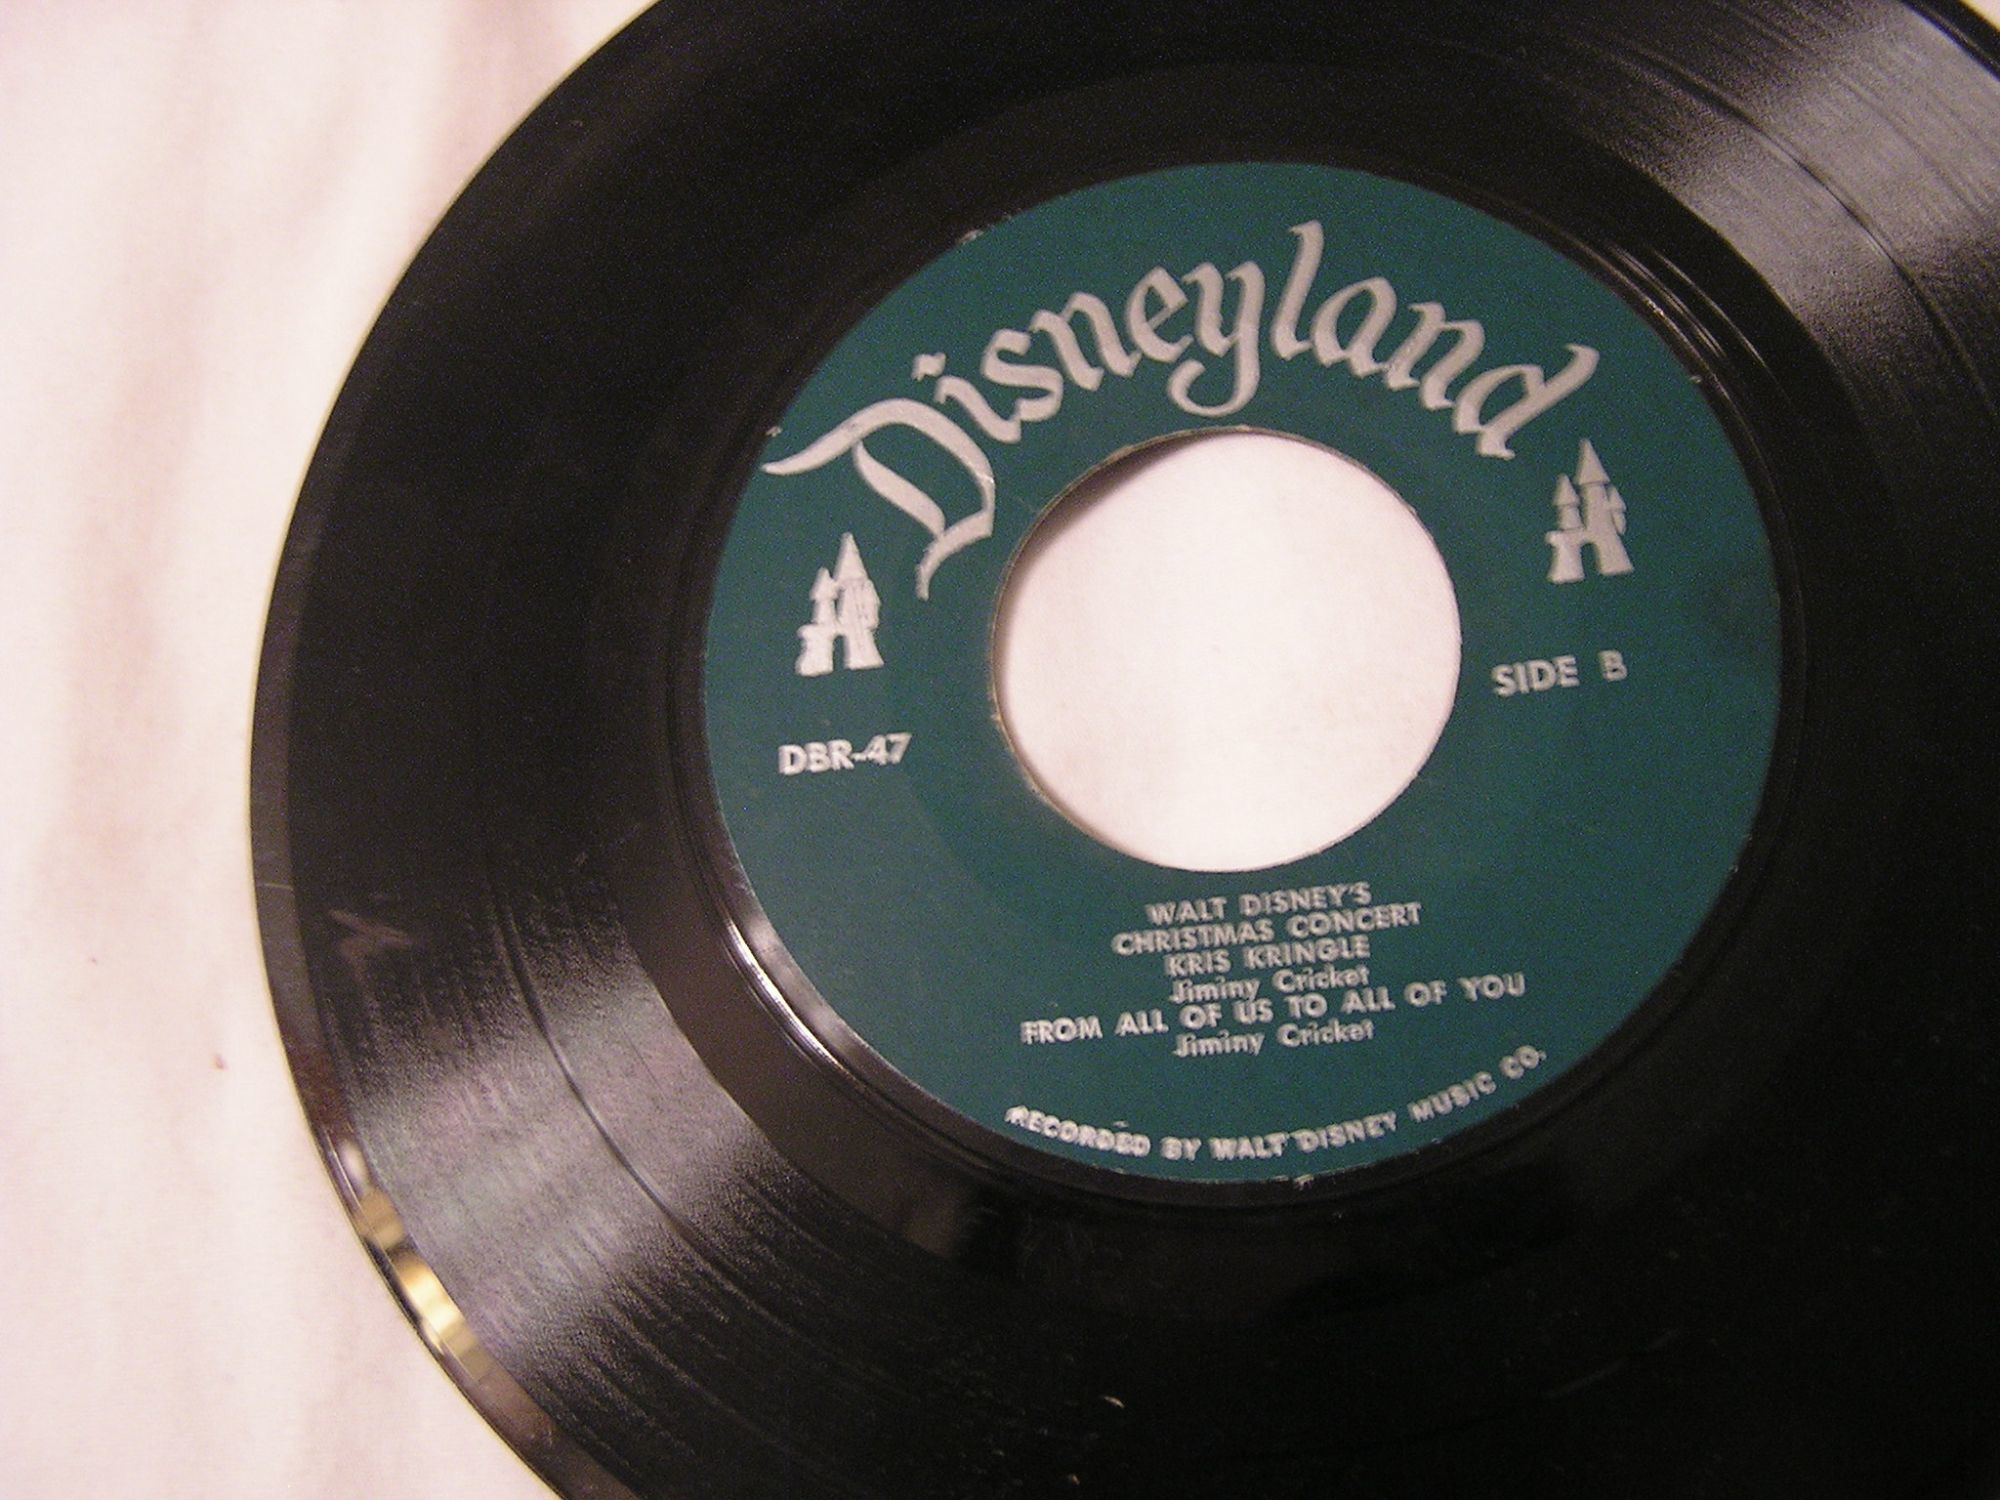 Disneyland
SIDE B
DBR-47
WALT DISNEY'S
CHRISTMAS CONCERT
KRIS KRINGLE
Jiminy Cricket
FROM ALL OF US TO ALL OF YOU
Jiminy Cricket
RECORDED BY WALT DISNEY MUSIC CO.